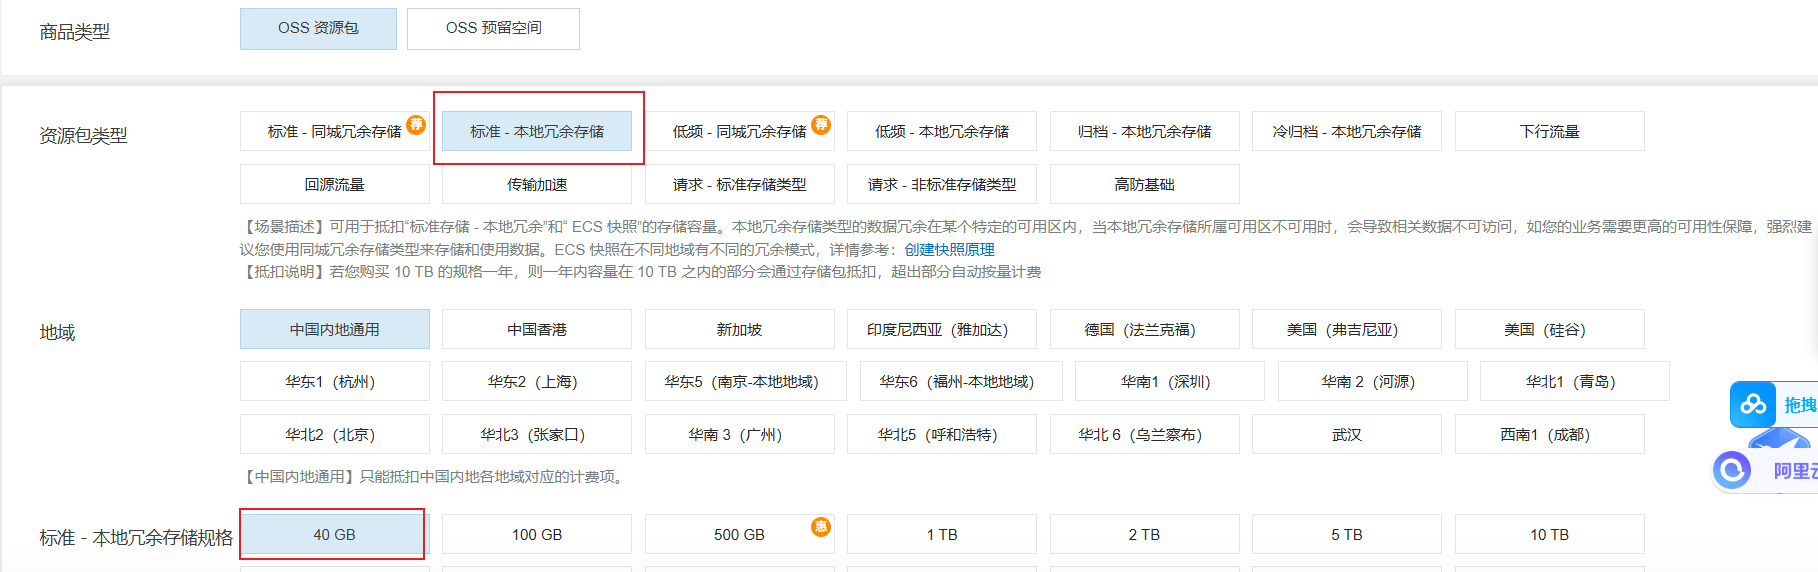 商品类型 OSS 资源包 OSS 预留空间
资源包类型 标准 - 同城冗余存储 荐 标准 - 本地冗余存储 低频 - 同城冗余存储 荐 低频 - 本地冗余存储 归档 - 本地冗余存储 冷归档 - 本地冗余存储 下行流量
回源流量 传输加速 请求 - 标准存储类型 请求 - 非标准存储类型 高防基础
【场景描述】可用于抵扣“标准存储 - 本地冗余”和“ ECS 快照”的存储容量。本地冗余存储类型的数据冗余在某个特定的可用区内，当本地冗余存储所属可用区不可用时，会导致相关数据不可访问，如您的业务需要更高的可用性保障，强烈建
议您使用同城冗余存储类型来存储和使用数据。ECS 快照在不同地域有不同的冗余模式，详情参考：创建快照原理
【抵扣说明】若您购买 10 TB 的规格一年，则一年内容量在 10 TB 之内的部分会通过存储包抵扣，超出部分自动按量计费
地域 中国内地通用 中国香港 新加坡 印度尼西亚（雅加达） 德国（法兰克福） 美国（弗吉尼亚） 美国（硅谷）
华东1（杭州） 华东2（上海） 华东5（南京-本地地域） 华东6（福州-本地地域） 华南1（深圳） 华南 2（河源） 华北1（青岛）
拖拽
华北2（北京） 华北3（张家口） 华南 3（广州） 华北5（呼和浩特） 华北 6（乌兰察布） 武汉 西南1（成都）
【中国内地通用】只能抵扣中国内地各地域对应的计费项。
阿里云
标准 - 本地冗余存储规格 40 GB 100 GB 500 GB 惠 1 TB 2 TB 5 TB 10 TB